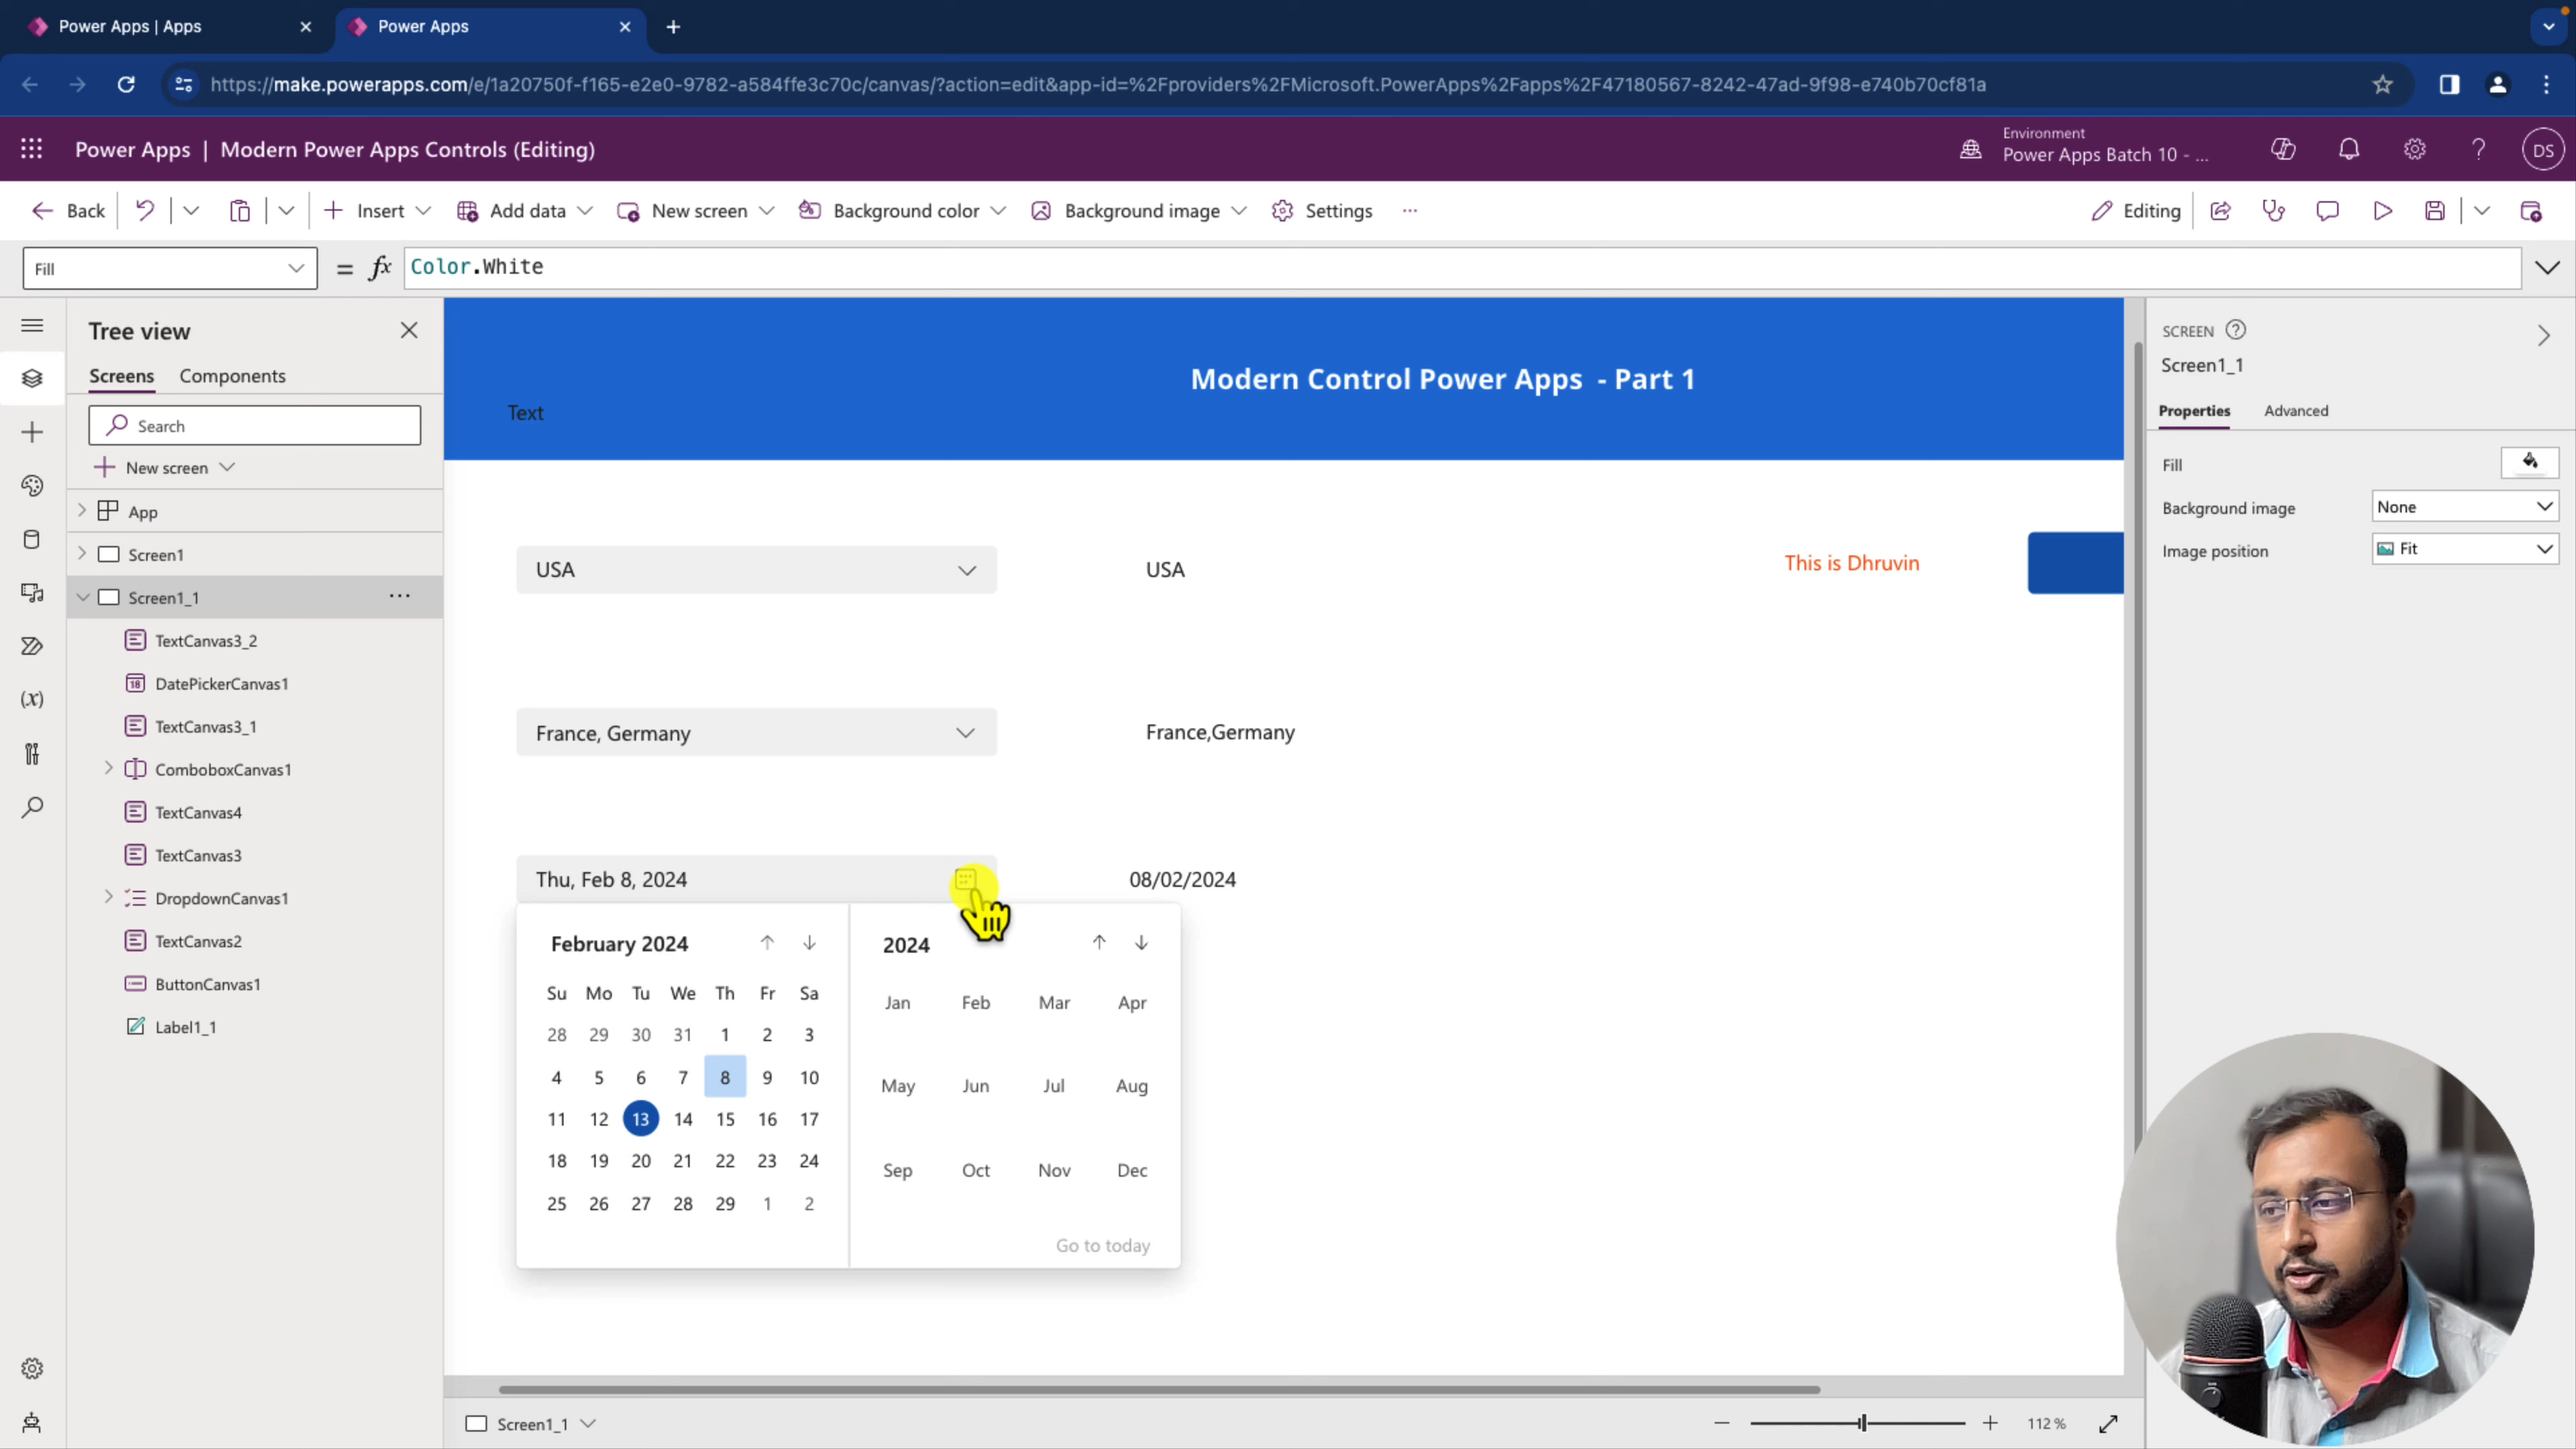 Power Apps | Apps
Power Apps
https://make.powerapps.com/e/1a20750f-f165-e2e0-9782-a584ffe3c70c/canvas/?action=edit&app-id=%2Fproviders%2FMicrosoft.PowerApps%2Fapps%2F47180567-8242-47ad-9f98-e740b70cf81a
Power Apps | Modern Power Apps Controls (Editing)
Environment
Power Apps Batch 10 - ...
DS
Back
Insert
Add data
New screen
Background color
Background image
Settings
Editing
Fill
= fx Color.White
Tree view
Screens Components
Search
New screen
App
Screen1
Screen1_1
TextCanvas3_2
DatePickerCanvas1
TextCanvas3_1
ComboboxCanvas1
TextCanvas4
TextCanvas3
DropdownCanvas1
TextCanvas2
ButtonCanvas1
Label1_1
Modern Control Power Apps - Part 1
Text
USA
USA
This is Dhruvin
France, Germany
France,Germany
Thu, Feb 8, 2024
08/02/2024
February 2024
Su Mo Tu We Th Fr Sa
28 29 30 31 1 2 3
4 5 6 7 8 9 10
11 12 13 14 15 16 17
18 19 20 21 22 23 24
25 26 27 28 29 1 2
2024
Jan Feb Mar Apr
May Jun Jul Aug
Sep Oct Nov Dec
Go to today
SCREEN
Screen1_1
Properties Advanced
Fill
Background image None
Image position Fit
Screen1_1
112 %